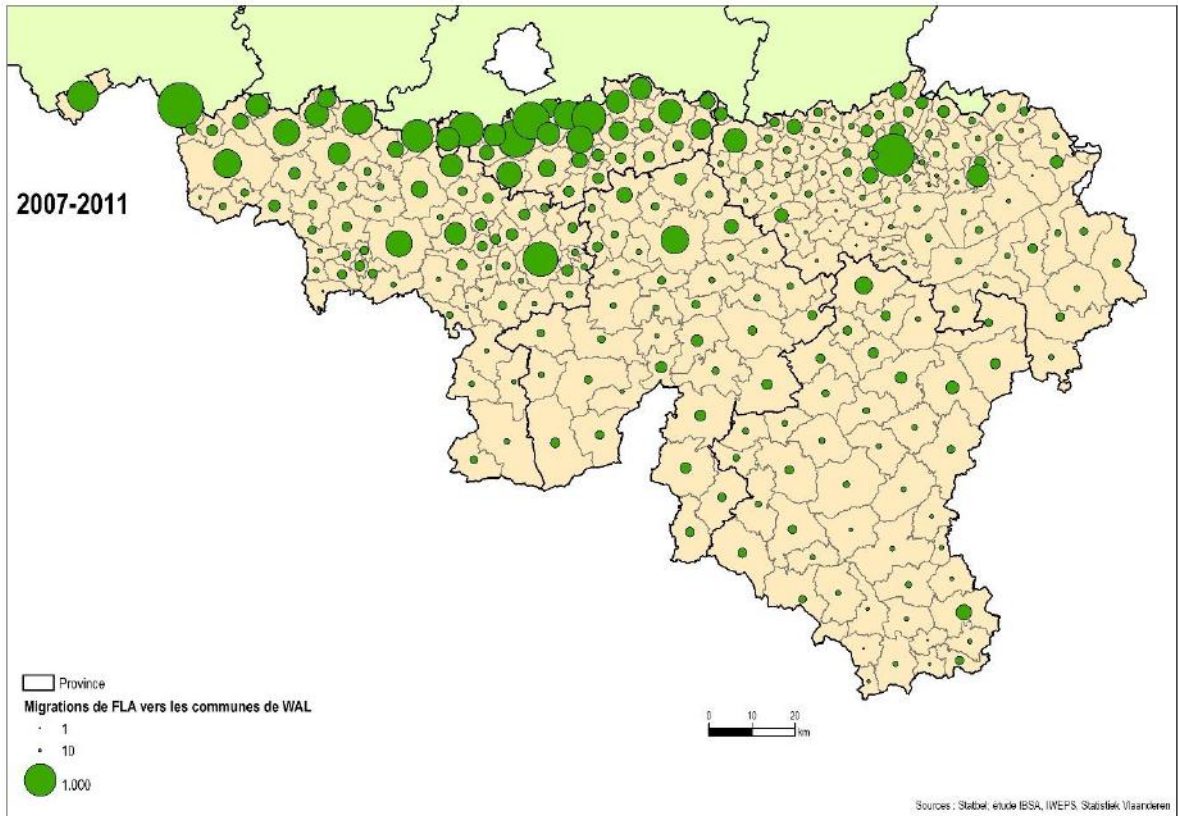 2007-2011
Province
Migrations de FLA vers les communes de WAL
1
10
1.000
0 10 20
km
Sources : Statbel; étude IBSA, IWEPS, Statistiek Vlaanderen